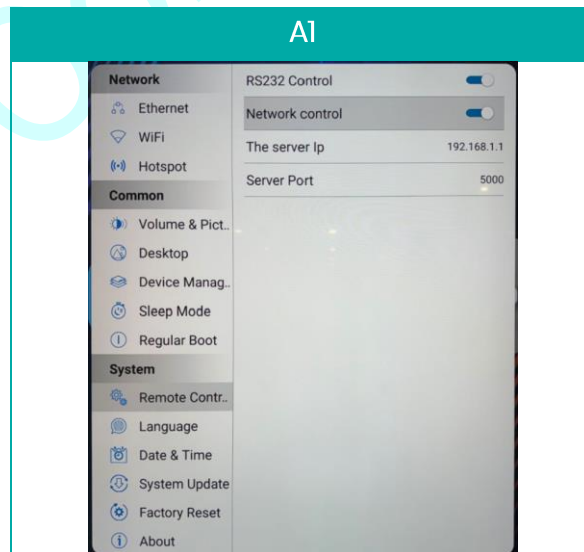 A1
Network
Ethernet
WiFi
Hotspot
Common
Volume & Pict..
Desktop
Device Manag..
Sleep Mode
Regular Boot
System
Remote Contr..
Language
Date & Time
System Update
Factory Reset
About
RS232 Control
Network control
The server Ip 192.168.1.1
Server Port 5000